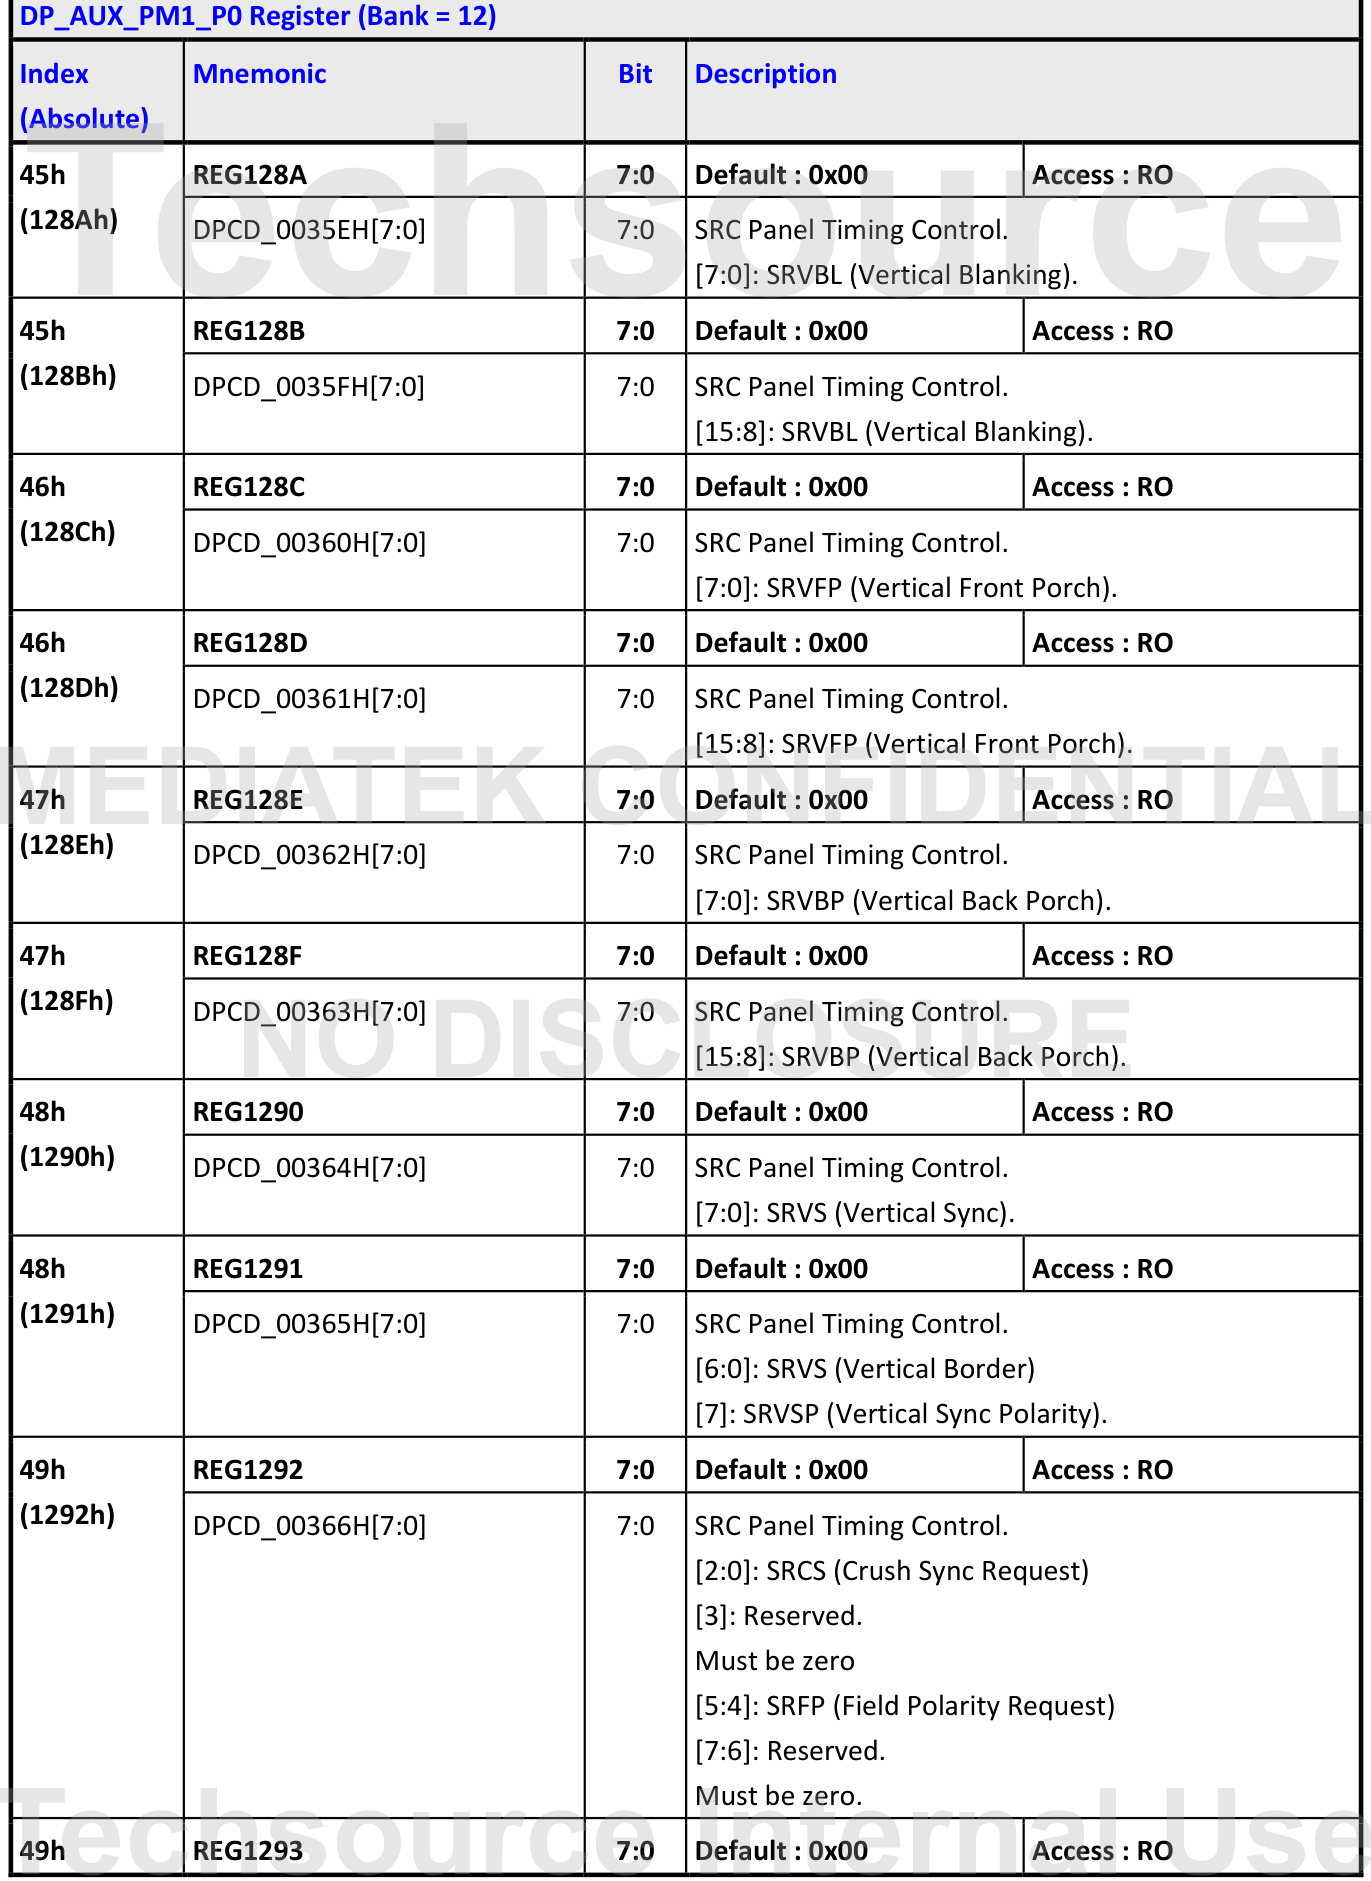 DP_AUX_PM1_P0 Register (Bank = 12)
Index (Absolute) Mnemonic Bit Description
45h (128Ah) REG128A 7:0 Default : 0x00 Access : RO
DPCD_0035EH[7:0] 7:0 SRC Panel Timing Control.
[7:0]: SRVBL (Vertical Blanking).
45h (128Bh) REG128B 7:0 Default : 0x00 Access : RO
DPCD_0035FH[7:0] 7:0 SRC Panel Timing Control.
[15:8]: SRVBL (Vertical Blanking).
46h (128Ch) REG128C 7:0 Default : 0x00 Access : RO
DPCD_00360H[7:0] 7:0 SRC Panel Timing Control.
[7:0]: SRVFP (Vertical Front Porch).
46h (128Dh) REG128D 7:0 Default : 0x00 Access : RO
DPCD_00361H[7:0] 7:0 SRC Panel Timing Control.
[15:8]: SRVFP (Vertical Front Porch).
47h (128Eh) REG128E 7:0 Default : 0x00 Access : RO
DPCD_00362H[7:0] 7:0 SRC Panel Timing Control.
[7:0]: SRVBP (Vertical Back Porch).
47h (128Fh) REG128F 7:0 Default : 0x00 Access : RO
DPCD_00363H[7:0] 7:0 SRC Panel Timing Control.
[15:8]: SRVBP (Vertical Back Porch).
48h (1290h) REG1290 7:0 Default : 0x00 Access : RO
DPCD_00364H[7:0] 7:0 SRC Panel Timing Control.
[7:0]: SRVS (Vertical Sync).
48h (1291h) REG1291 7:0 Default : 0x00 Access : RO
DPCD_00365H[7:0] 7:0 SRC Panel Timing Control.
[6:0]: SRVS (Vertical Border)
[7]: SRVSP (Vertical Sync Polarity).
49h (1292h) REG1292 7:0 Default : 0x00 Access : RO
DPCD_00366H[7:0] 7:0 SRC Panel Timing Control.
[2:0]: SRCS (Crush Sync Request)
[3]: Reserved.
Must be zero
[5:4]: SRFP (Field Polarity Request)
[7:6]: Reserved.
Must be zero.
49h REG1293 7:0 Default : 0x00 Access : RO
Techsource
MEDIATEK CONFIDENTIAL
NO DISCLOSURE
Techsource Internal Use